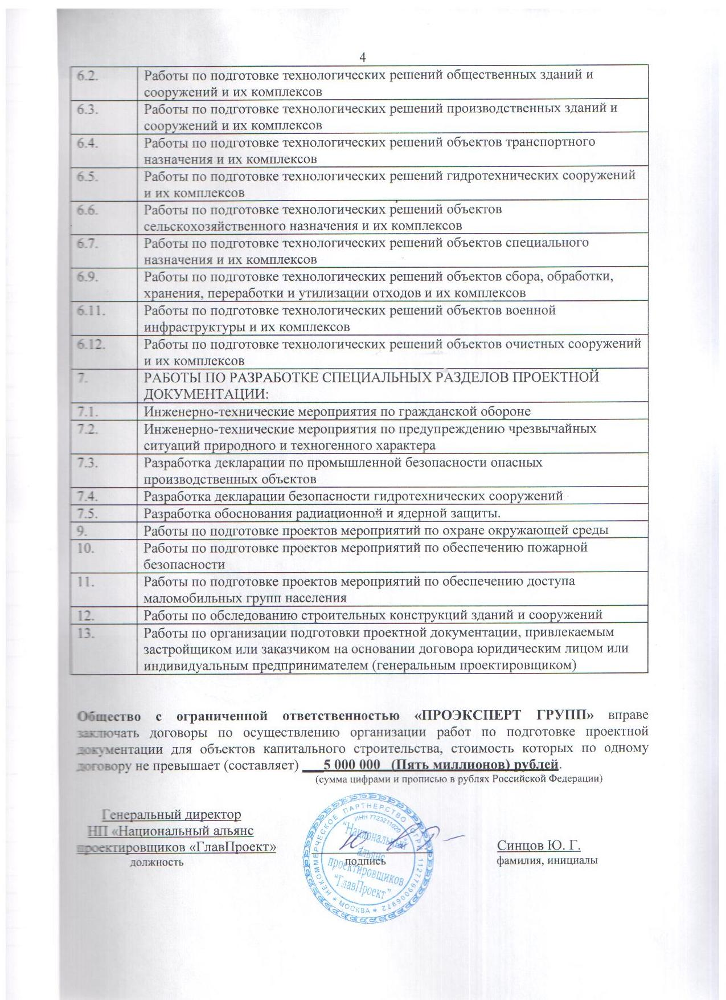 4
6.2. Работы по подготовке технологических решений общественных зданий и
сооружений и их комплексов
6.3. Работы по подготовке технологических решений производственных зданий и
сооружений и их комплексов
6.4. Работы по подготовке технологических решений объектов транспортного
назначения и их комплексов
6.5. Работы по подготовке технологических решений гидротехнических сооружений
и их комплексов
6.6. Работы по подготовке технологических решений объектов
сельскохозяйственного назначения и их комплексов
6.7. Работы по подготовке технологических решений объектов специального
назначения и их комплексов
6.9. Работы по подготовке технологических решений объектов сбора, обработки,
хранения, переработки и утилизации отходов и их комплексов
6.11. Работы по подготовке технологических решений объектов военной
инфраструктуры и их комплексов
6.12. Работы по подготовке технологических решений объектов очистных сооружений
и их комплексов
7. РАБОТЫ ПО РАЗРАБОТКЕ СПЕЦИАЛЬНЫХ РАЗДЕЛОВ ПРОЕКТНОЙ
ДОКУМЕНТАЦИИ:
7.1. Инженерно-технические мероприятия по гражданской обороне
7.2. Инженерно-технические мероприятия по предупреждению чрезвычайных
ситуаций природного и техногенного характера
7.3. Разработка декларации по промышленной безопасности опасных
производственных объектов
7.4. Разработка декларации безопасности гидротехнических сооружений
7.5. Разработка обоснования радиационной и ядерной защиты.
9. Работы по подготовке проектов мероприятий по охране окружающей среды
10. Работы по подготовке проектов мероприятий по обеспечению пожарной
безопасности
11. Работы по подготовке проектов мероприятий по обеспечению доступа
маломобильных групп населения
12. Работы по обследованию строительных конструкций зданий и сооружений
13. Работы по организации подготовки проектной документации, привлекаемым
застройщиком или заказчиком на основании договора юридическим лицом или
индивидуальным предпринимателем (генеральным проектировщиком)
Общество с ограниченной ответственностью «ПРОЭКСПЕРТ ГРУПП» вправе
заключать договоры по осуществлению организации работ по подготовке проектной
документации для объектов капитального строительства, стоимость которых по одному
договору не превышает (составляет) 5 000 000 (Пять миллионов) рублей.
(сумма цифрами и прописью в рублях Российской Федерации)
Генеральный директор
НП «Национальный альянс
проектировщиков «ГлавПроект»
должность
подпись
Синцов Ю. Г.
фамилия, инициалы
НЕКОММЕРЧЕСКОЕ ПАРТНЕРСТВО ОГРН 1127799006972 * МОСКВА *
ИНН 7723211020
"Национальный
альянс
проектировщиков
"ГлавПроект"